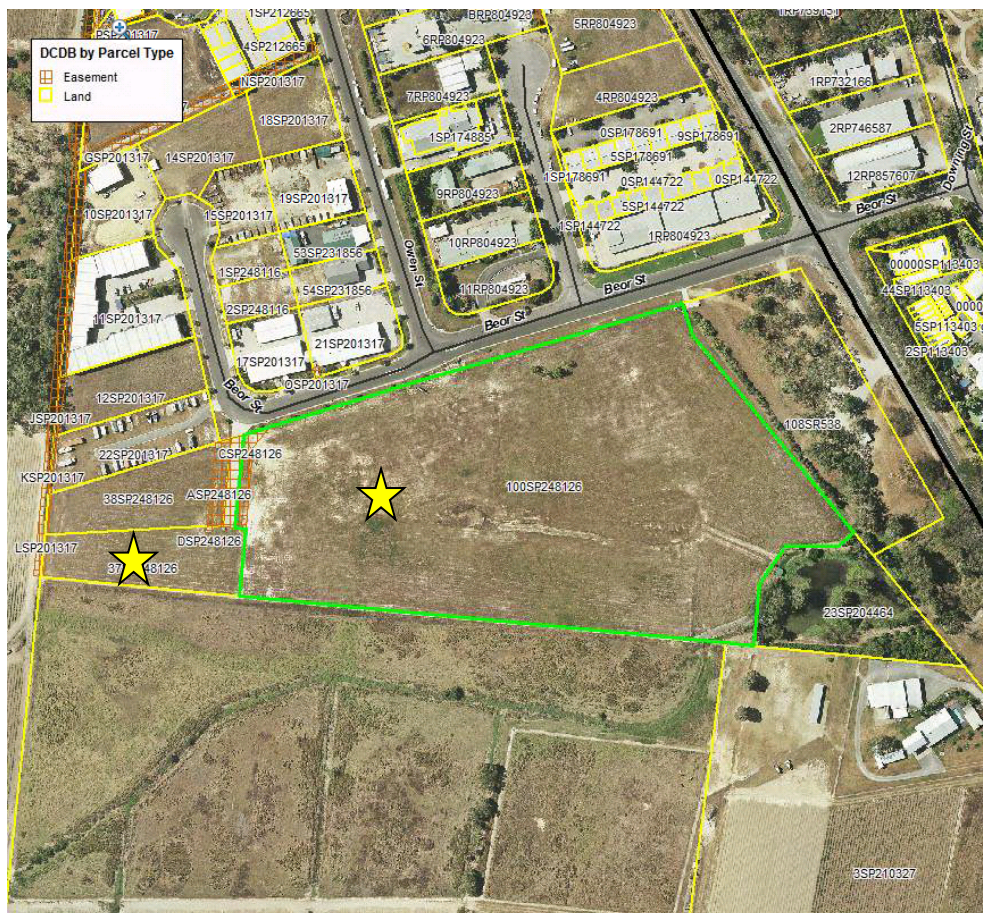 1SP212665
BRP804923
5RP804923
DCDB by Parcel Type
Easement
Land
4SP212665
6RP804923
NSP201317
7RP804923
4RP804923
1RP732166
18SP201317
1SP174885
0SP178691
9SP178691
2RP746587
GSP201317
14SP201317
5SP178691
1SP178691
0SP144722
0SP144722
12RP857607
Downing St
19SP201317
9RP804923
10SP201317
15SP201317
5SP144722
Beor St
1SP144722
1RP804923
53SP231856
Owen St
10RP804923
1SP248116
54SP231856
11RP804923
Beor St
00000SP113403
44SP113403
2SP248116
11SP201317
Beor St
5SP113403
21SP201317
17SP201317
2SP113403
OSP201317
12SP201317
Beor St
JSP201317
108SR538
22SP201317
CSP248126
KSP201317
38SP248126
ASP248126
100SP248126
DSP248126
LSP201317
23SP204464
3SP210327